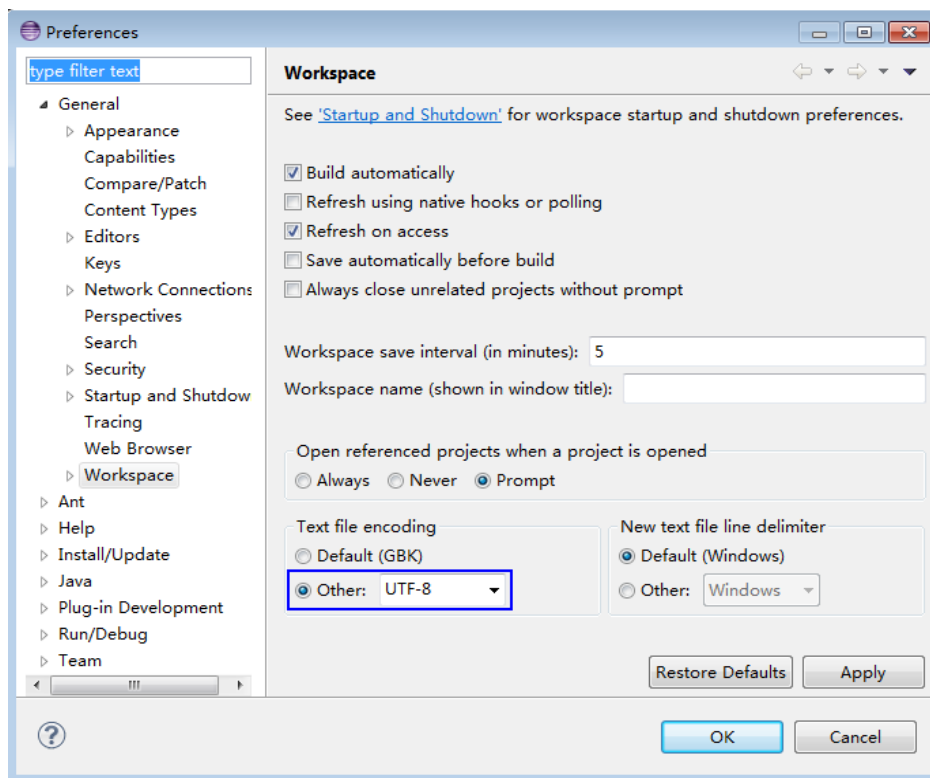 Preferences
type filter text
General
Appearance
Capabilities
Compare/Patch
Content Types
Editors
Keys
Network Connections
Perspectives
Search
Security
Startup and Shutdow
Tracing
Web Browser
Workspace
Ant
Help
Install/Update
Java
Plug-in Development
Run/Debug
Team
Workspace
See 'Startup and Shutdown' for workspace startup and shutdown preferences.
Build automatically
Refresh using native hooks or polling
Refresh on access
Save automatically before build
Always close unrelated projects without prompt
Workspace save interval (in minutes): 5
Workspace name (shown in window title):
Open referenced projects when a project is opened
Always Never Prompt
Text file encoding
Default (GBK)
Other: UTF-8
New text file line delimiter
Default (Windows)
Other: Windows
Restore Defaults Apply
OK Cancel